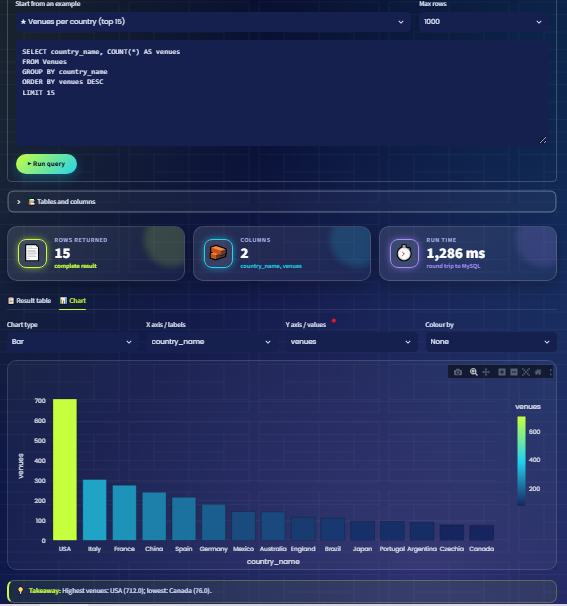 Start from an example
Max rows
★ Venues per country (top 15)
1000
SELECT country_name, COUNT(*) AS venues
FROM Venues
GROUP BY country_name
ORDER BY venues DESC
LIMIT 15
Run query
Tables and columns
ROWS RETURNED
15
complete result
COLUMNS
2
country_name, venues
RUN TIME
1,286 ms
round trip to MySQL
Result table
Chart
Chart type
X axis / labels
Y axis / values
Colour by
Bar
country_name
venues
None
venues
700
600
500
400
300
200
100
0
venues
600
400
200
USA Italy France China Spain Germany Mexico Australia England Brazil Japan Portugal Argentina Czechia Canada
country_name
Takeaway: Highest venues: USA (712.0); lowest: Canada (76.0).